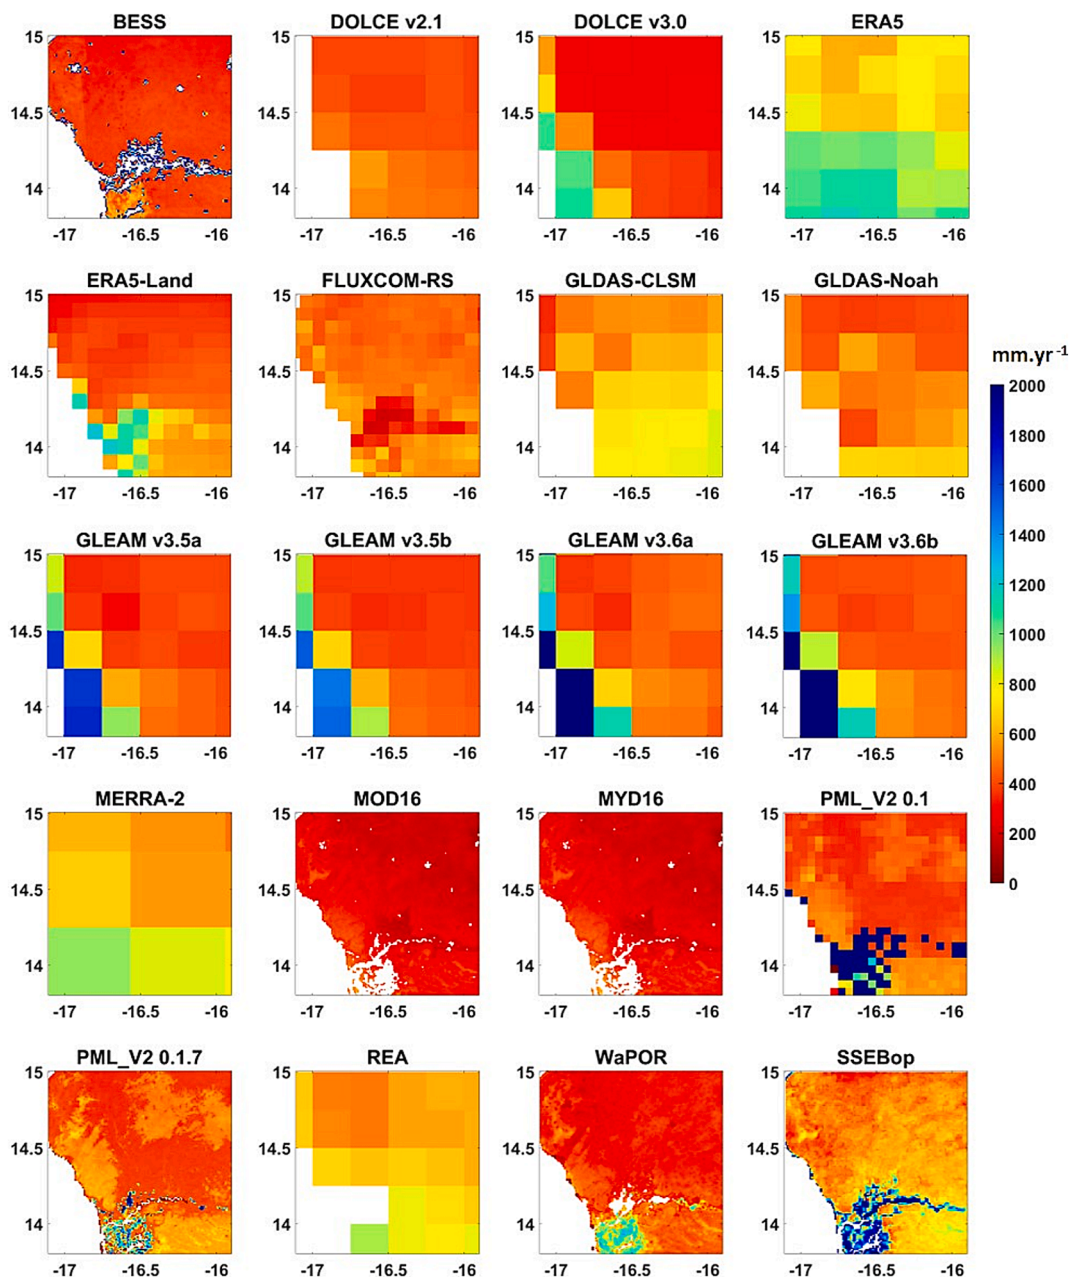 BESS DOLCE v2.1 DOLCE v3.0 ERA5
15 15 15 15
14.5 14.5 14.5 14.5
14 14 14 14
-17 -16.5 -16 -17 -16.5 -16 -17 -16.5 -16 -17 -16.5 -16
ERA5-Land FLUXCOM-RS GLDAS-CLSM GLDAS-Noah
15 15 15 15
mm.yr⁻¹
14.5 14.5 14.5 14.5
2000
1800
14 14 14 14
1600
-17 -16.5 -16 -17 -16.5 -16 -17 -16.5 -16 -17 -16.5 -16
1400
GLEAM v3.5a GLEAM v3.5b GLEAM v3.6a GLEAM v3.6b
15 15 15 15
1200
1000
14.5 14.5 14.5 14.5
800
14 14 14 14
600
-17 -16.5 -16 -17 -16.5 -16 -17 -16.5 -16 -17 -16.5 -16
400
MERRA-2 MOD16 MYD16 PML_V2 0.1
15 15 15 15
200
14.5 14.5 14.5 14.5
0
14 14 14 14
-17 -16.5 -16 -17 -16.5 -16 -17 -16.5 -16 -17 -16.5 -16
PML_V2 0.1.7 REA WaPOR SSEBop
15 15 15 15
14.5 14.5 14.5 14.5
14 14 14 14
-17 -16.5 -16 -17 -16.5 -16 -17 -16.5 -16 -17 -16.5 -16